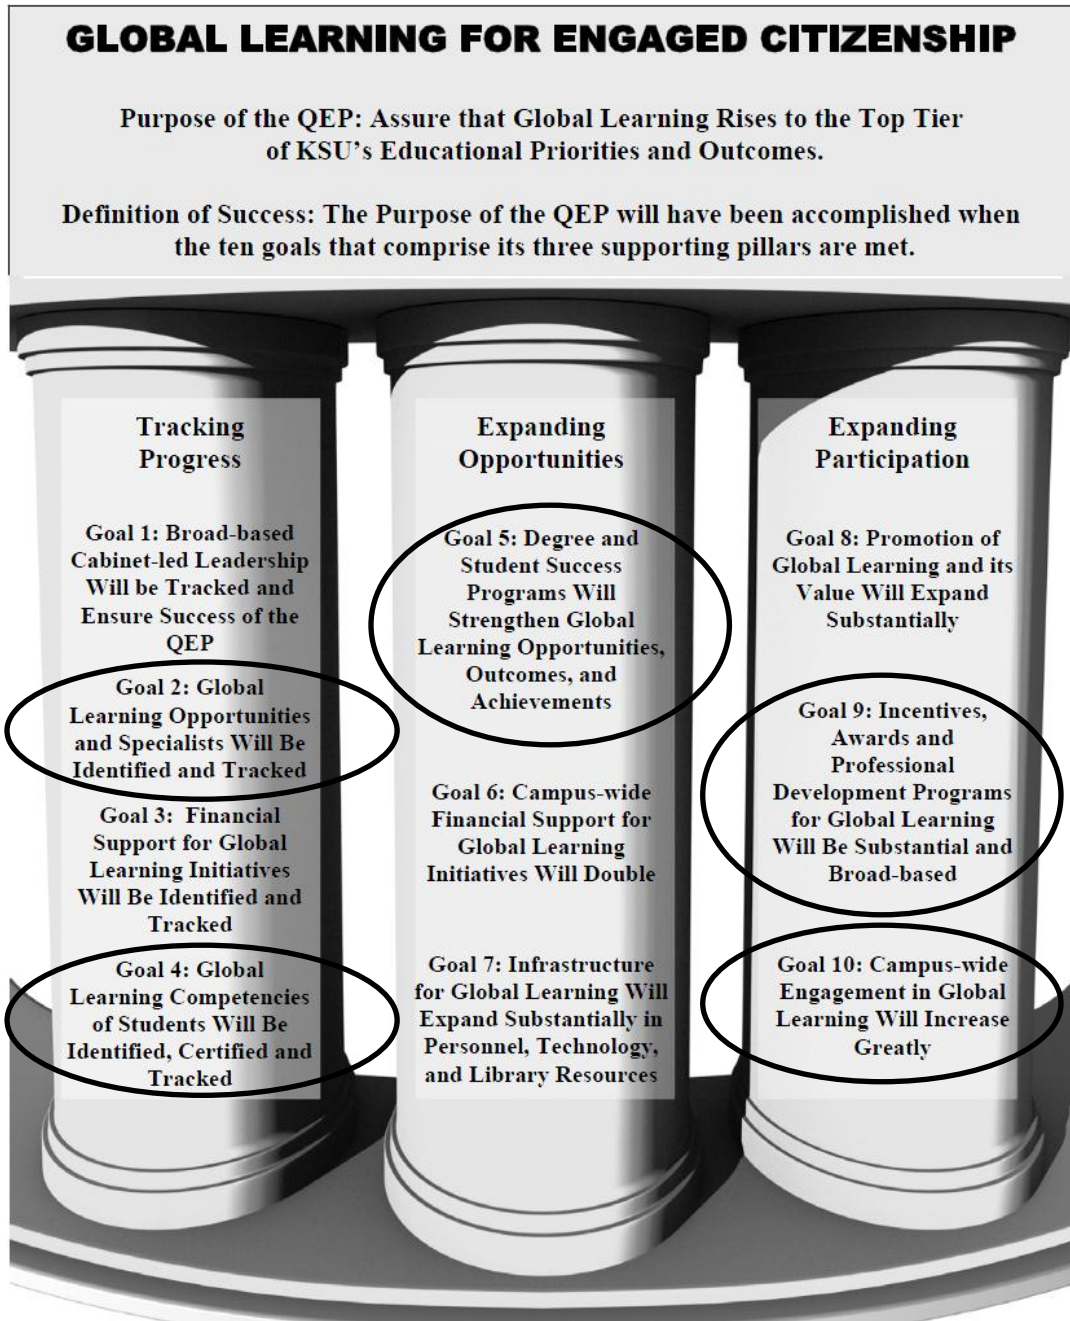 GLOBAL LEARNING FOR ENGAGED CITIZENSHIP
Purpose of the QEP: Assure that Global Learning Rises to the Top Tier
of KSU's Educational Priorities and Outcomes.
Definition of Success: The Purpose of the QEP will have been accomplished when
the ten goals that comprise its three supporting pillars are met.
Tracking
Progress
Goal 1: Broad-based
Cabinet-led Leadership
Will be Tracked and
Ensure Success of the
QEP
Goal 2: Global
Learning Opportunities
and Specialists Will Be
Identified and Tracked
Goal 3: Financial
Support for Global
Learning Initiatives
Will Be Identified and
Tracked
Goal 4: Global
Learning Competencies
of Students Will Be
Identified, Certified and
Tracked
Expanding
Opportunities
Goal 5: Degree and
Student Success
Programs Will
Strengthen Global
Learning Opportunities,
Outcomes, and
Achievements
Goal 6: Campus-wide
Financial Support for
Global Learning
Initiatives Will Double
Goal 7: Infrastructure
for Global Learning Will
Expand Substantially in
Personnel, Technology,
and Library Resources
Expanding
Participation
Goal 8: Promotion of
Global Learning and its
Value Will Expand
Substantially
Goal 9: Incentives,
Awards and
Professional
Development Programs
for Global Learning
Will Be Substantial and
Broad-based
Goal 10: Campus-wide
Engagement in Global
Learning Will Increase
Greatly